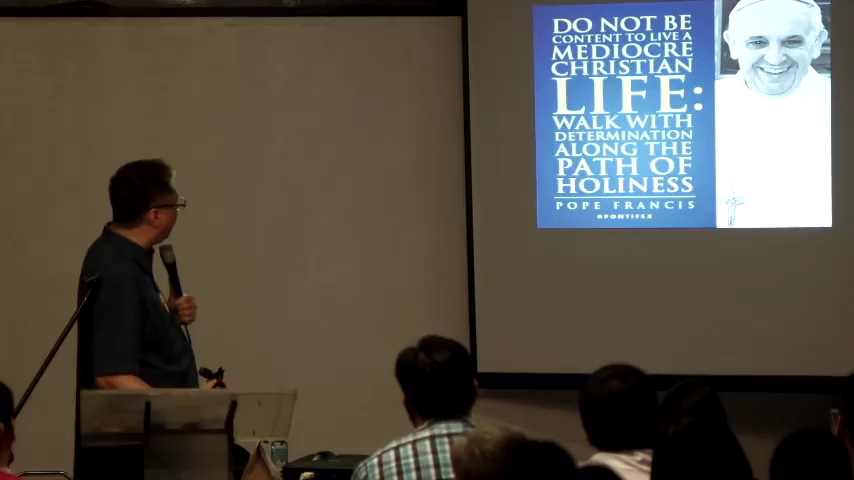 DO NOT BE
CONTENT TO LIVE A
MEDIOCRE
CHRISTIAN
LIFE:
WALK WITH
DETERMINATION
ALONG THE
PATH OF
HOLINESS
POPE FRANCIS
@PONTIFEX